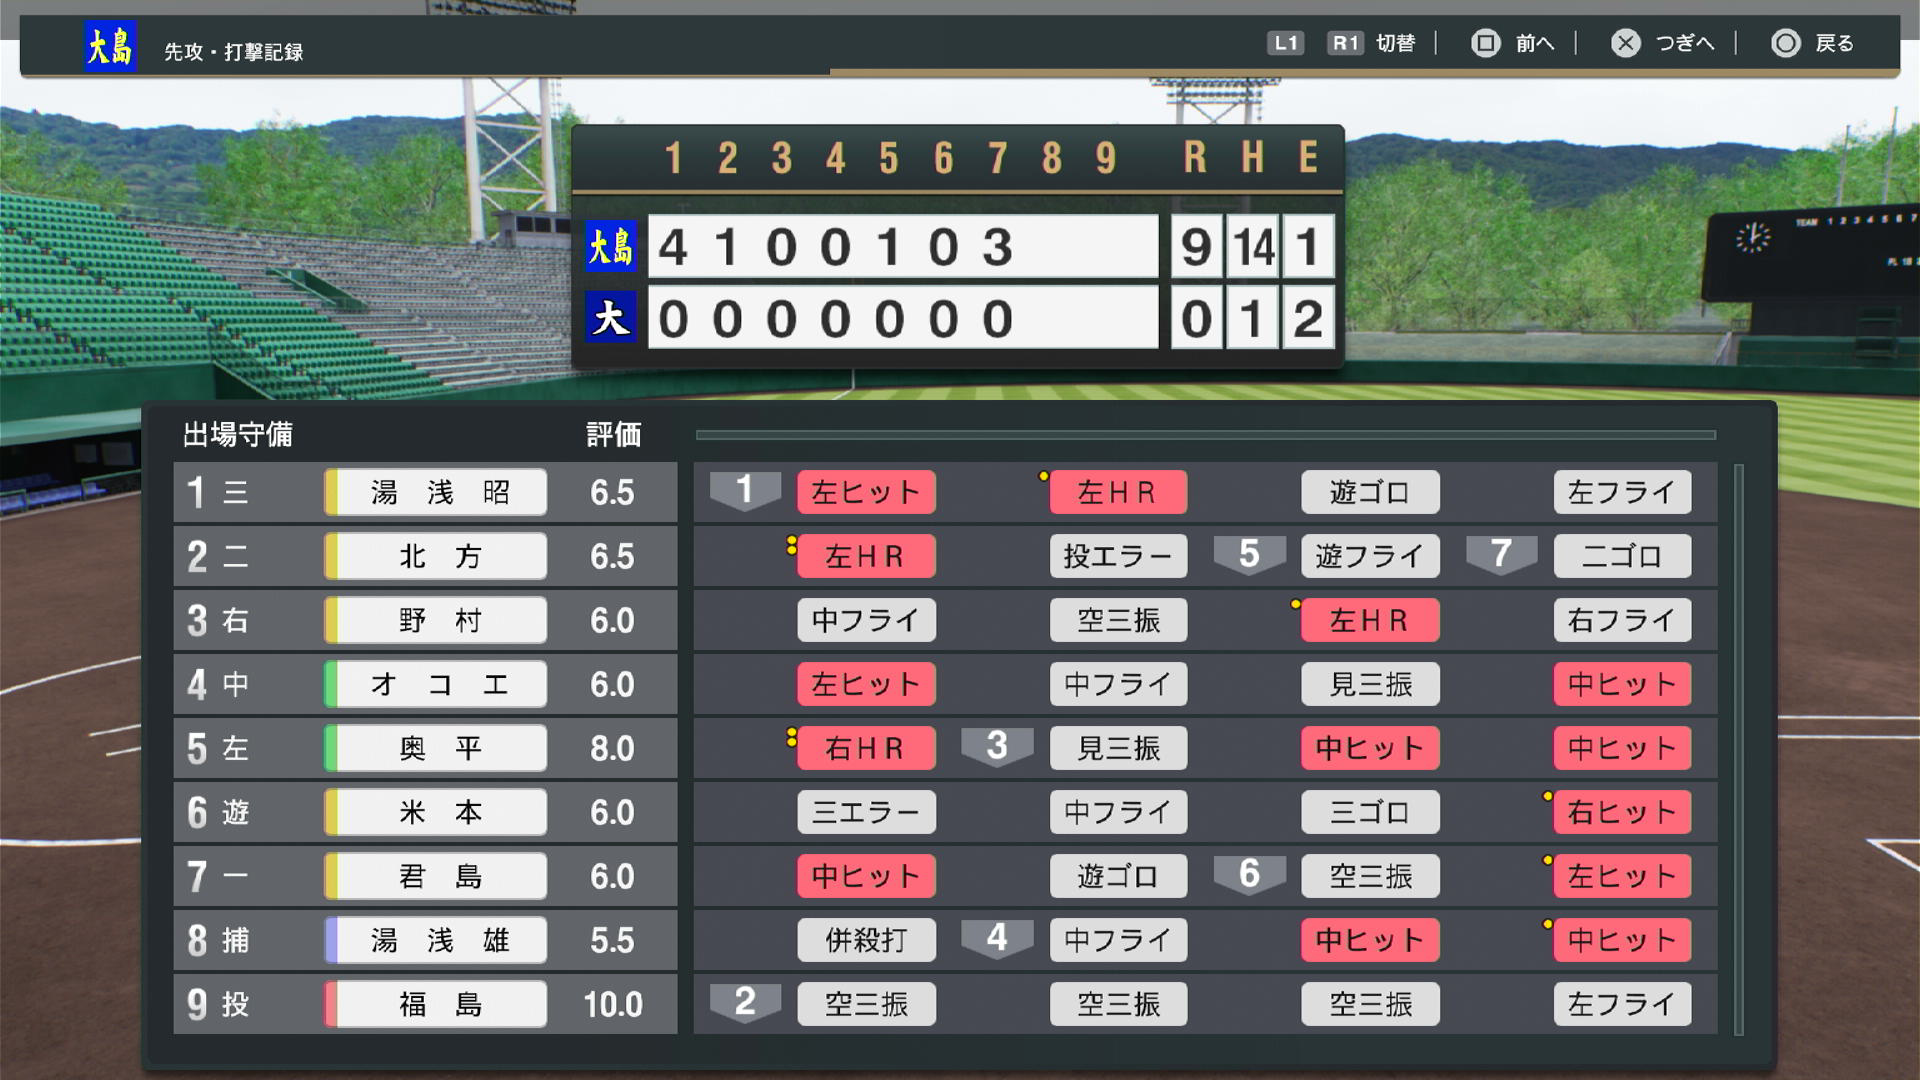 大島 先攻・打撃記録 L1 R1 切替 前へ つぎへ 戻る
1 2 3 4 5 6 7 8 9 R H E
大島 4 1 0 0 1 0 3 9 14 1
大 0 0 0 0 0 0 0 0 1 2
TEAM 1 2 3 4 5 6 7
出場守備 評価
1 三 湯浅昭 6.5 1 左ヒット 左HR 遊ゴロ 左フライ
2 二 北方 6.5 左HR 投エラー 5 遊フライ 7 二ゴロ
3 右 野村 6.0 中フライ 空三振 左HR 右フライ
4 中 オコエ 6.0 左ヒット 中フライ 見三振 中ヒット
5 左 奥平 8.0 右HR 3 見三振 中ヒット 中ヒット
6 遊 米本 6.0 三エラー 中フライ 三ゴロ 右ヒット
7 一 君島 6.0 中ヒット 遊ゴロ 6 空三振 左ヒット
8 捕 湯浅雄 5.5 併殺打 4 中フライ 中ヒット 中ヒット
9 投 福島 10.0 2 空三振 空三振 空三振 左フライ